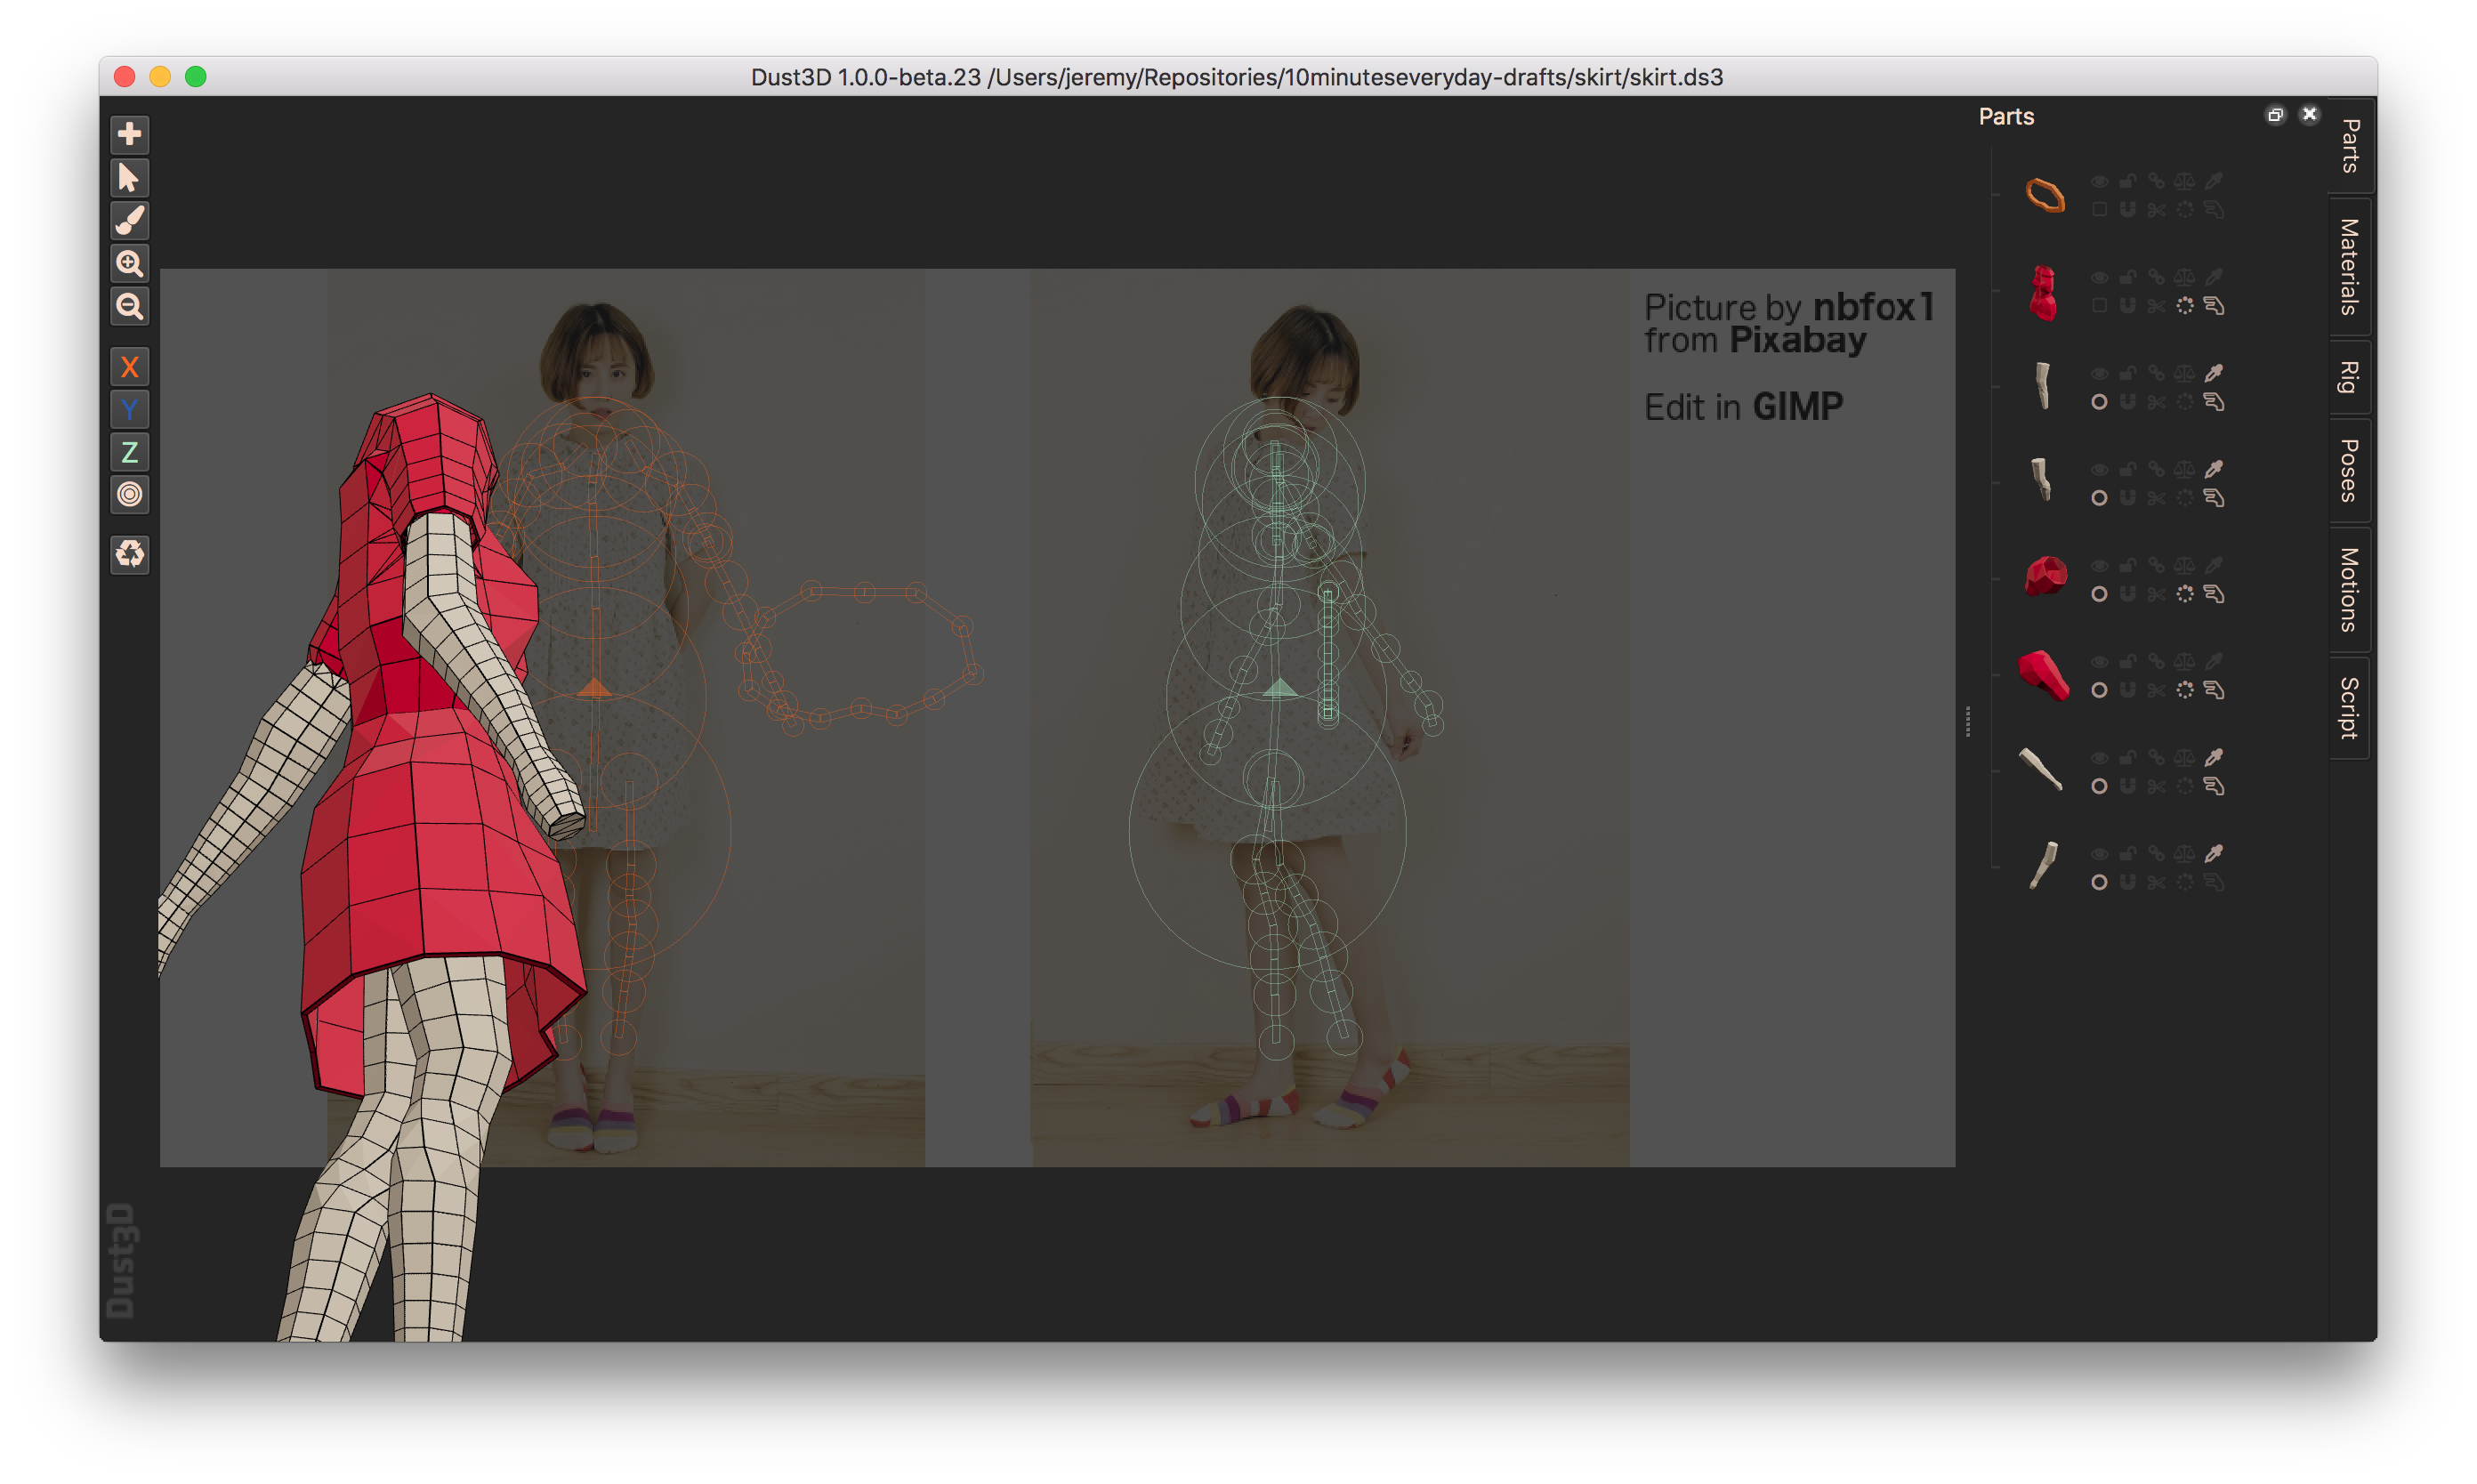 Dust3D 1.0.0-beta.23 /Users/jeremy/Repositories/10minuteseveryday-drafts/skirt/skirt.ds3
Parts
Parts
Materials
Rig
Poses
Motions
Script
X
Y
Z
Picture by nbfox1
from Pixabay
Edit in GIMP
Dust3D